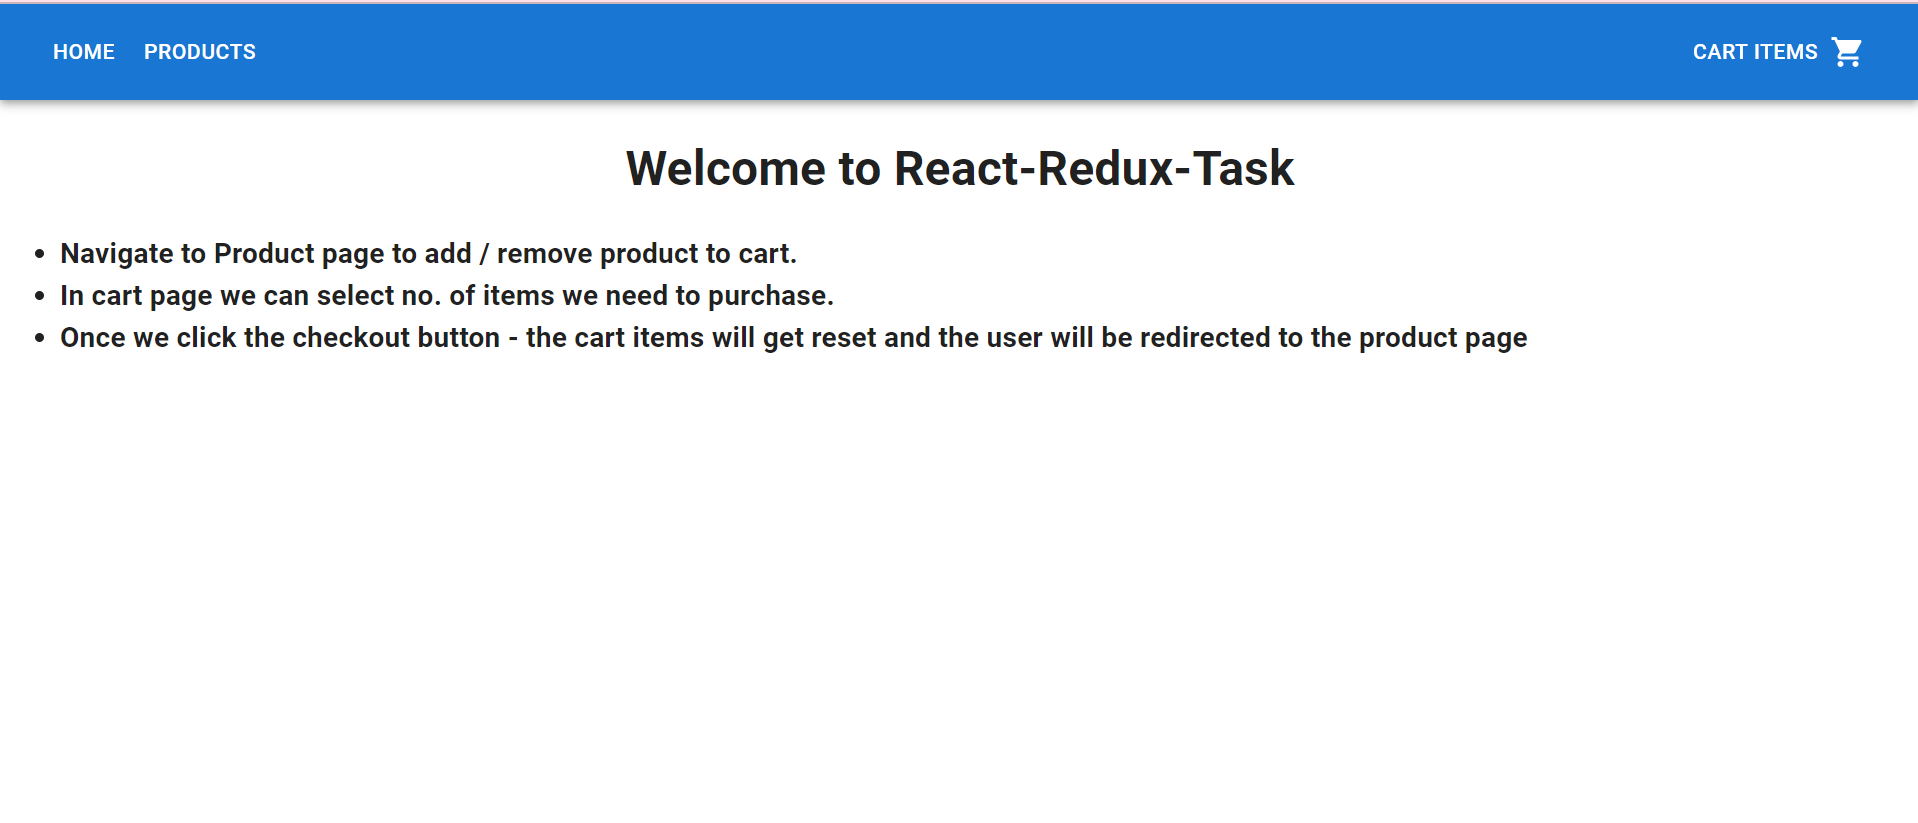 HOME PRODUCTS CART ITEMS
Welcome to React-Redux-Task
• Navigate to Product page to add / remove product to cart.
• In cart page we can select no. of items we need to purchase.
• Once we click the checkout button - the cart items will get reset and the user will be redirected to the product page